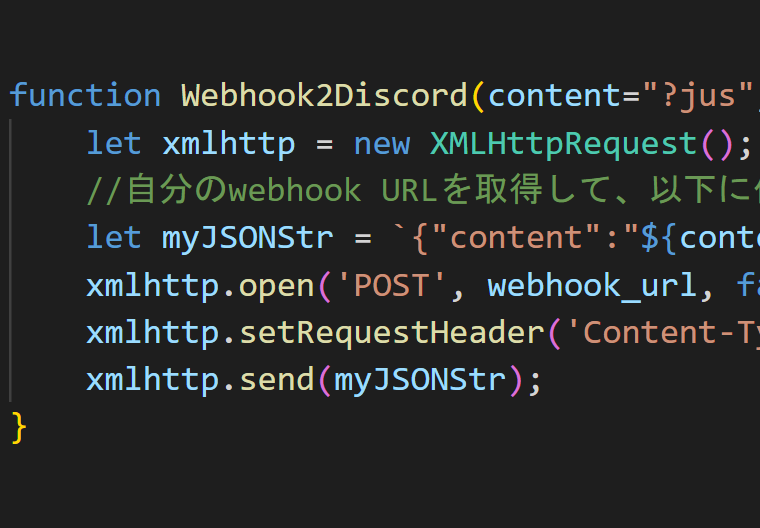 function Webhook2Discord(content="?jus",
let xmlhttp = new XMLHttpRequest();
//自分のwebhook URLを取得して、以下に
let myJSONStr = `{"content":"${conte
xmlhttp.open('POST', webhook_url, fa
xmlhttp.setRequestHeader('Content-Ty
xmlhttp.send(myJSONStr);
}